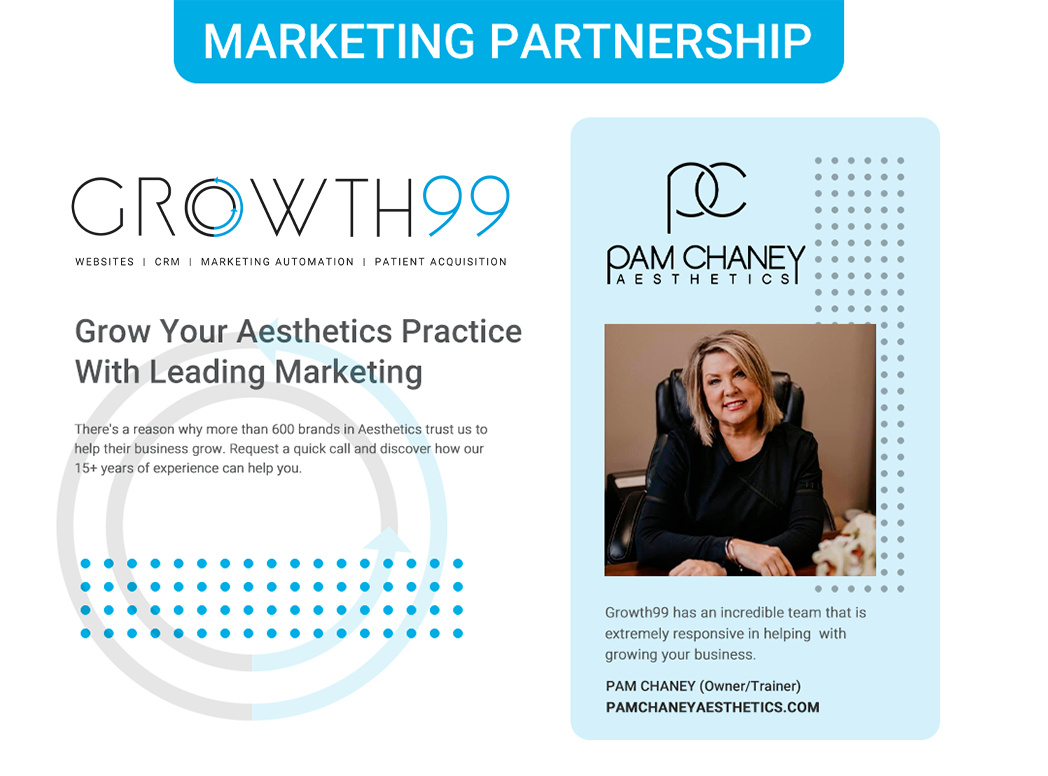 MARKETING PARTNERSHIP
GROWTH99
WEBSITES | CRM | MARKETING AUTOMATION | PATIENT ACQUISITION
Grow Your Aesthetics Practice
With Leading Marketing
There's a reason why more than 600 brands in Aesthetics trust us to
help their business grow. Request a quick call and discover how our
15+ years of experience can help you.
pc
PAM CHANEY
AESTHETICS
Growth99 has an incredible team that is
extremely responsive in helping with
growing your business.
PAM CHANEY (Owner/Trainer)
PAMCHANEYAESTHETICS.COM